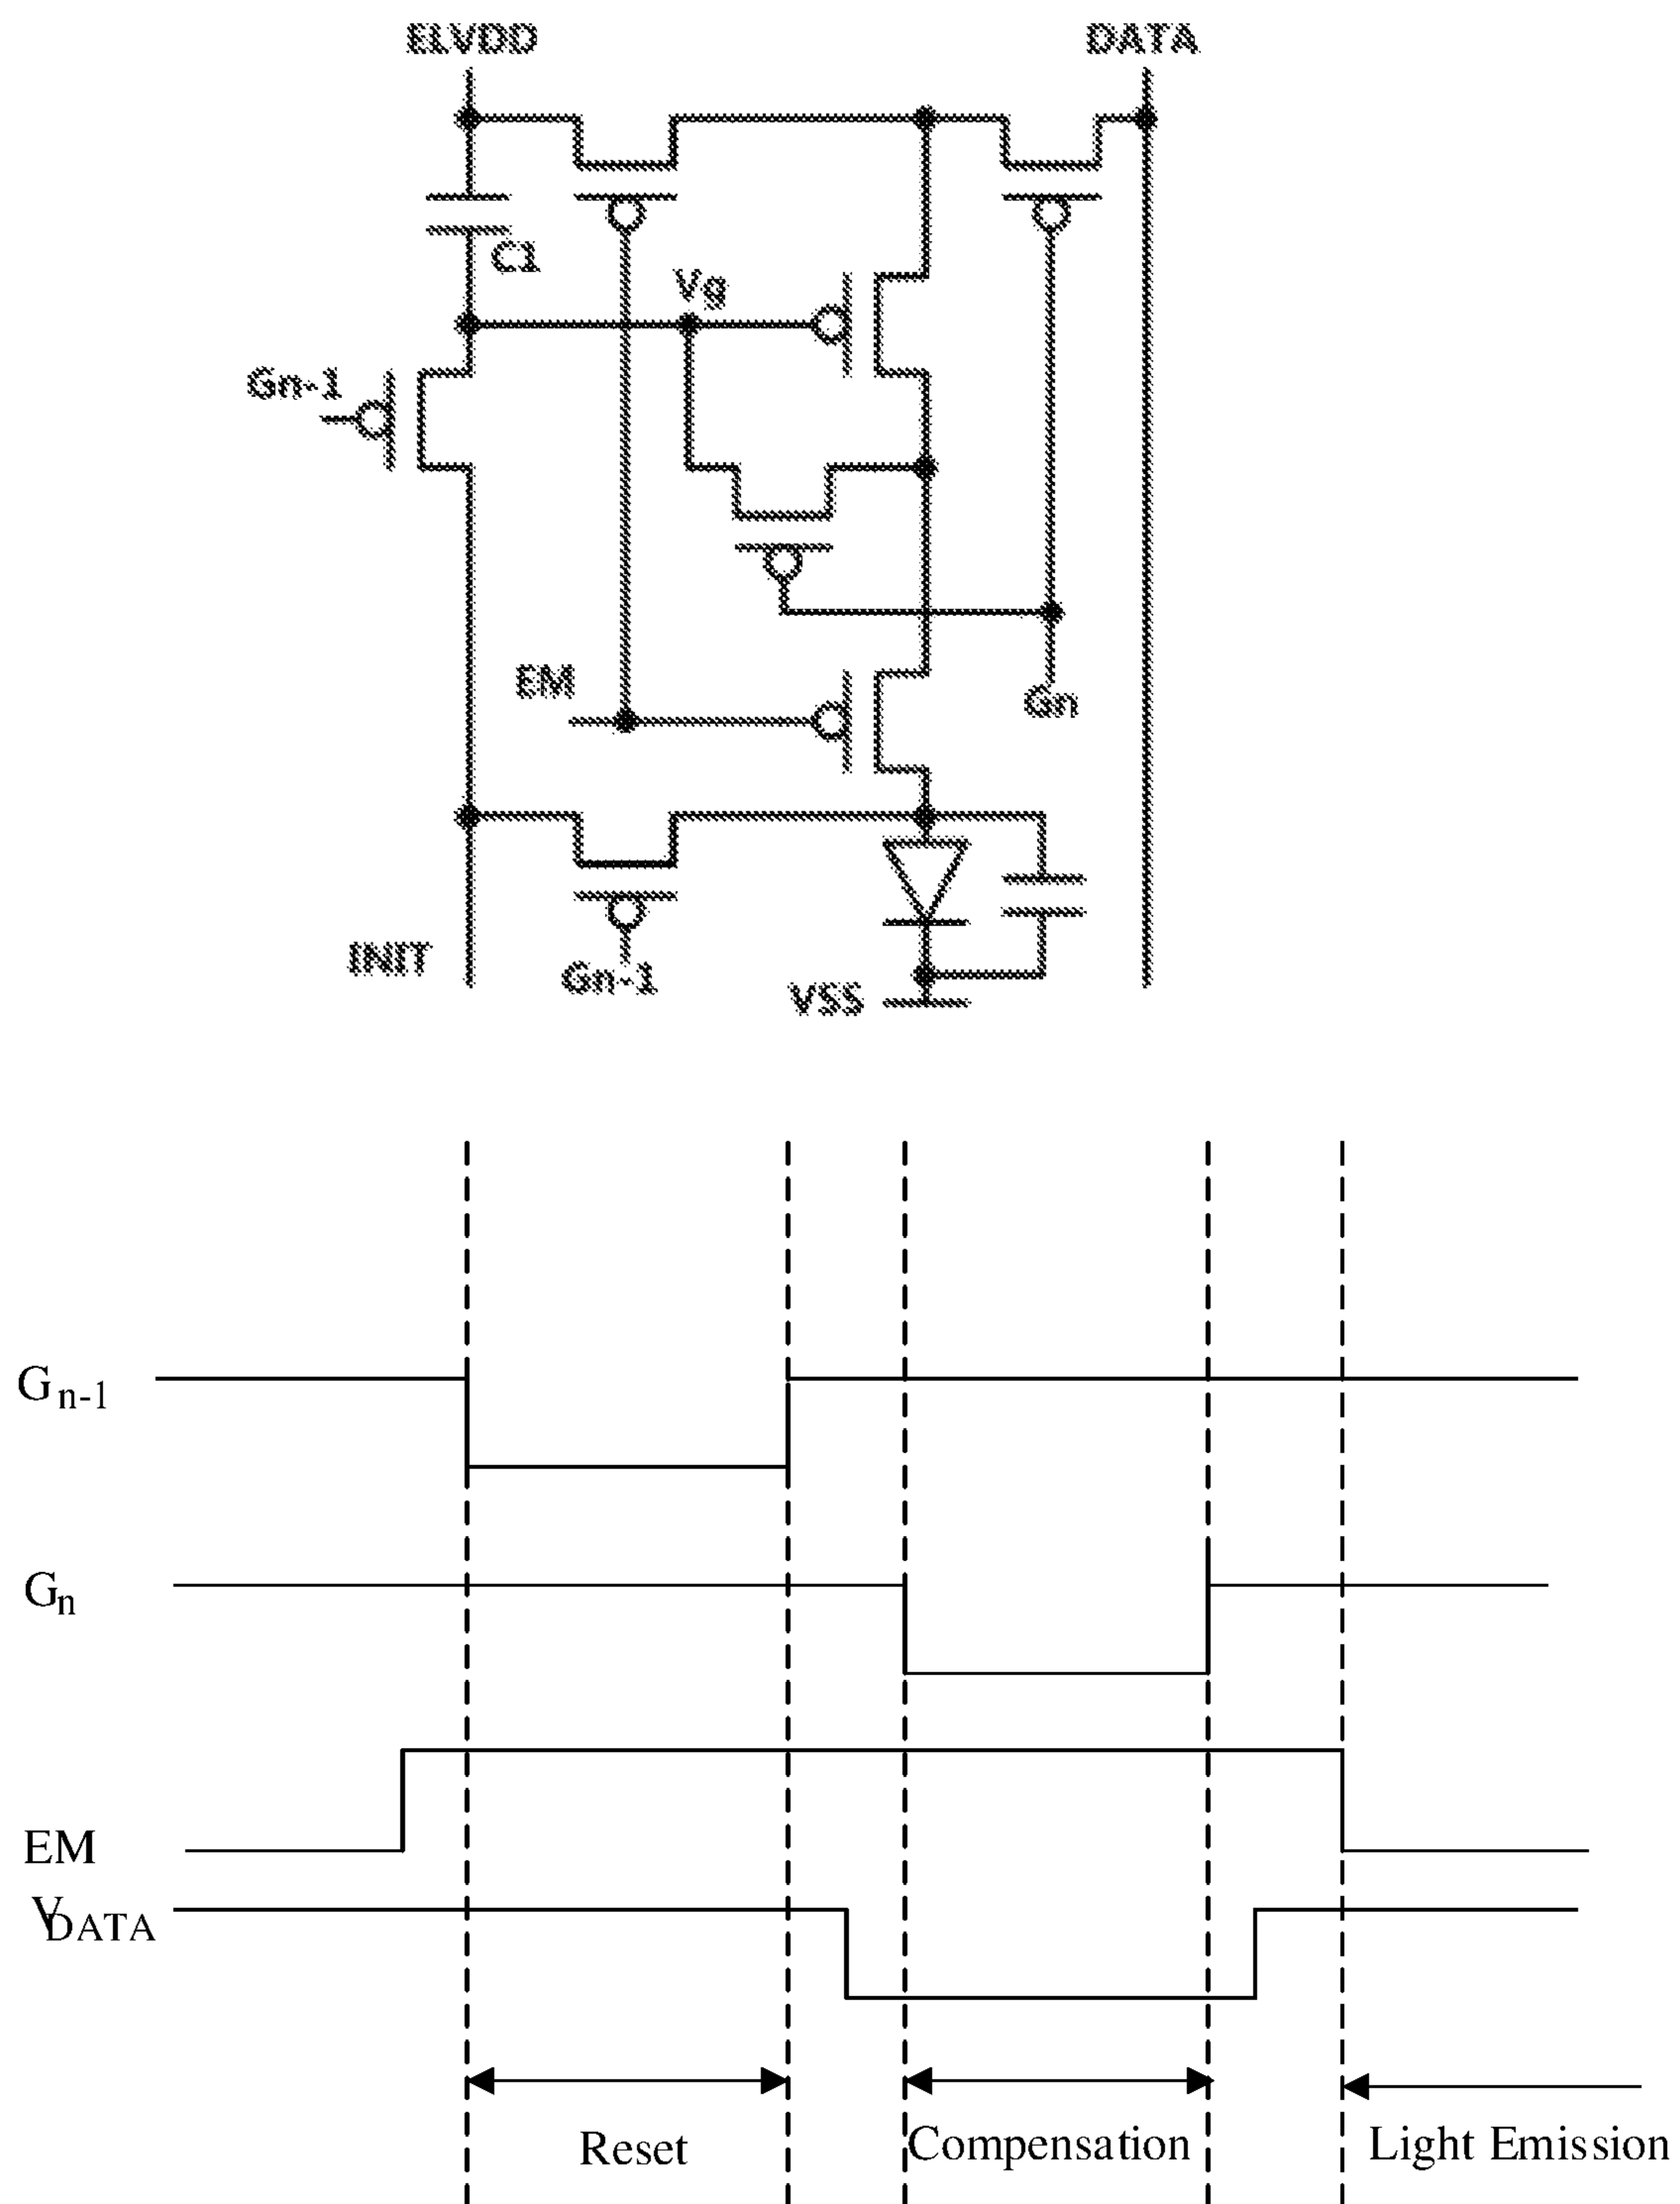 ELVDD DATA
C1
Vg
Gn-1
EM
Gn
INIT
Gn-1
VSS
Gn-1
Gn
EM
VDATA
Reset Compensation Light Emission